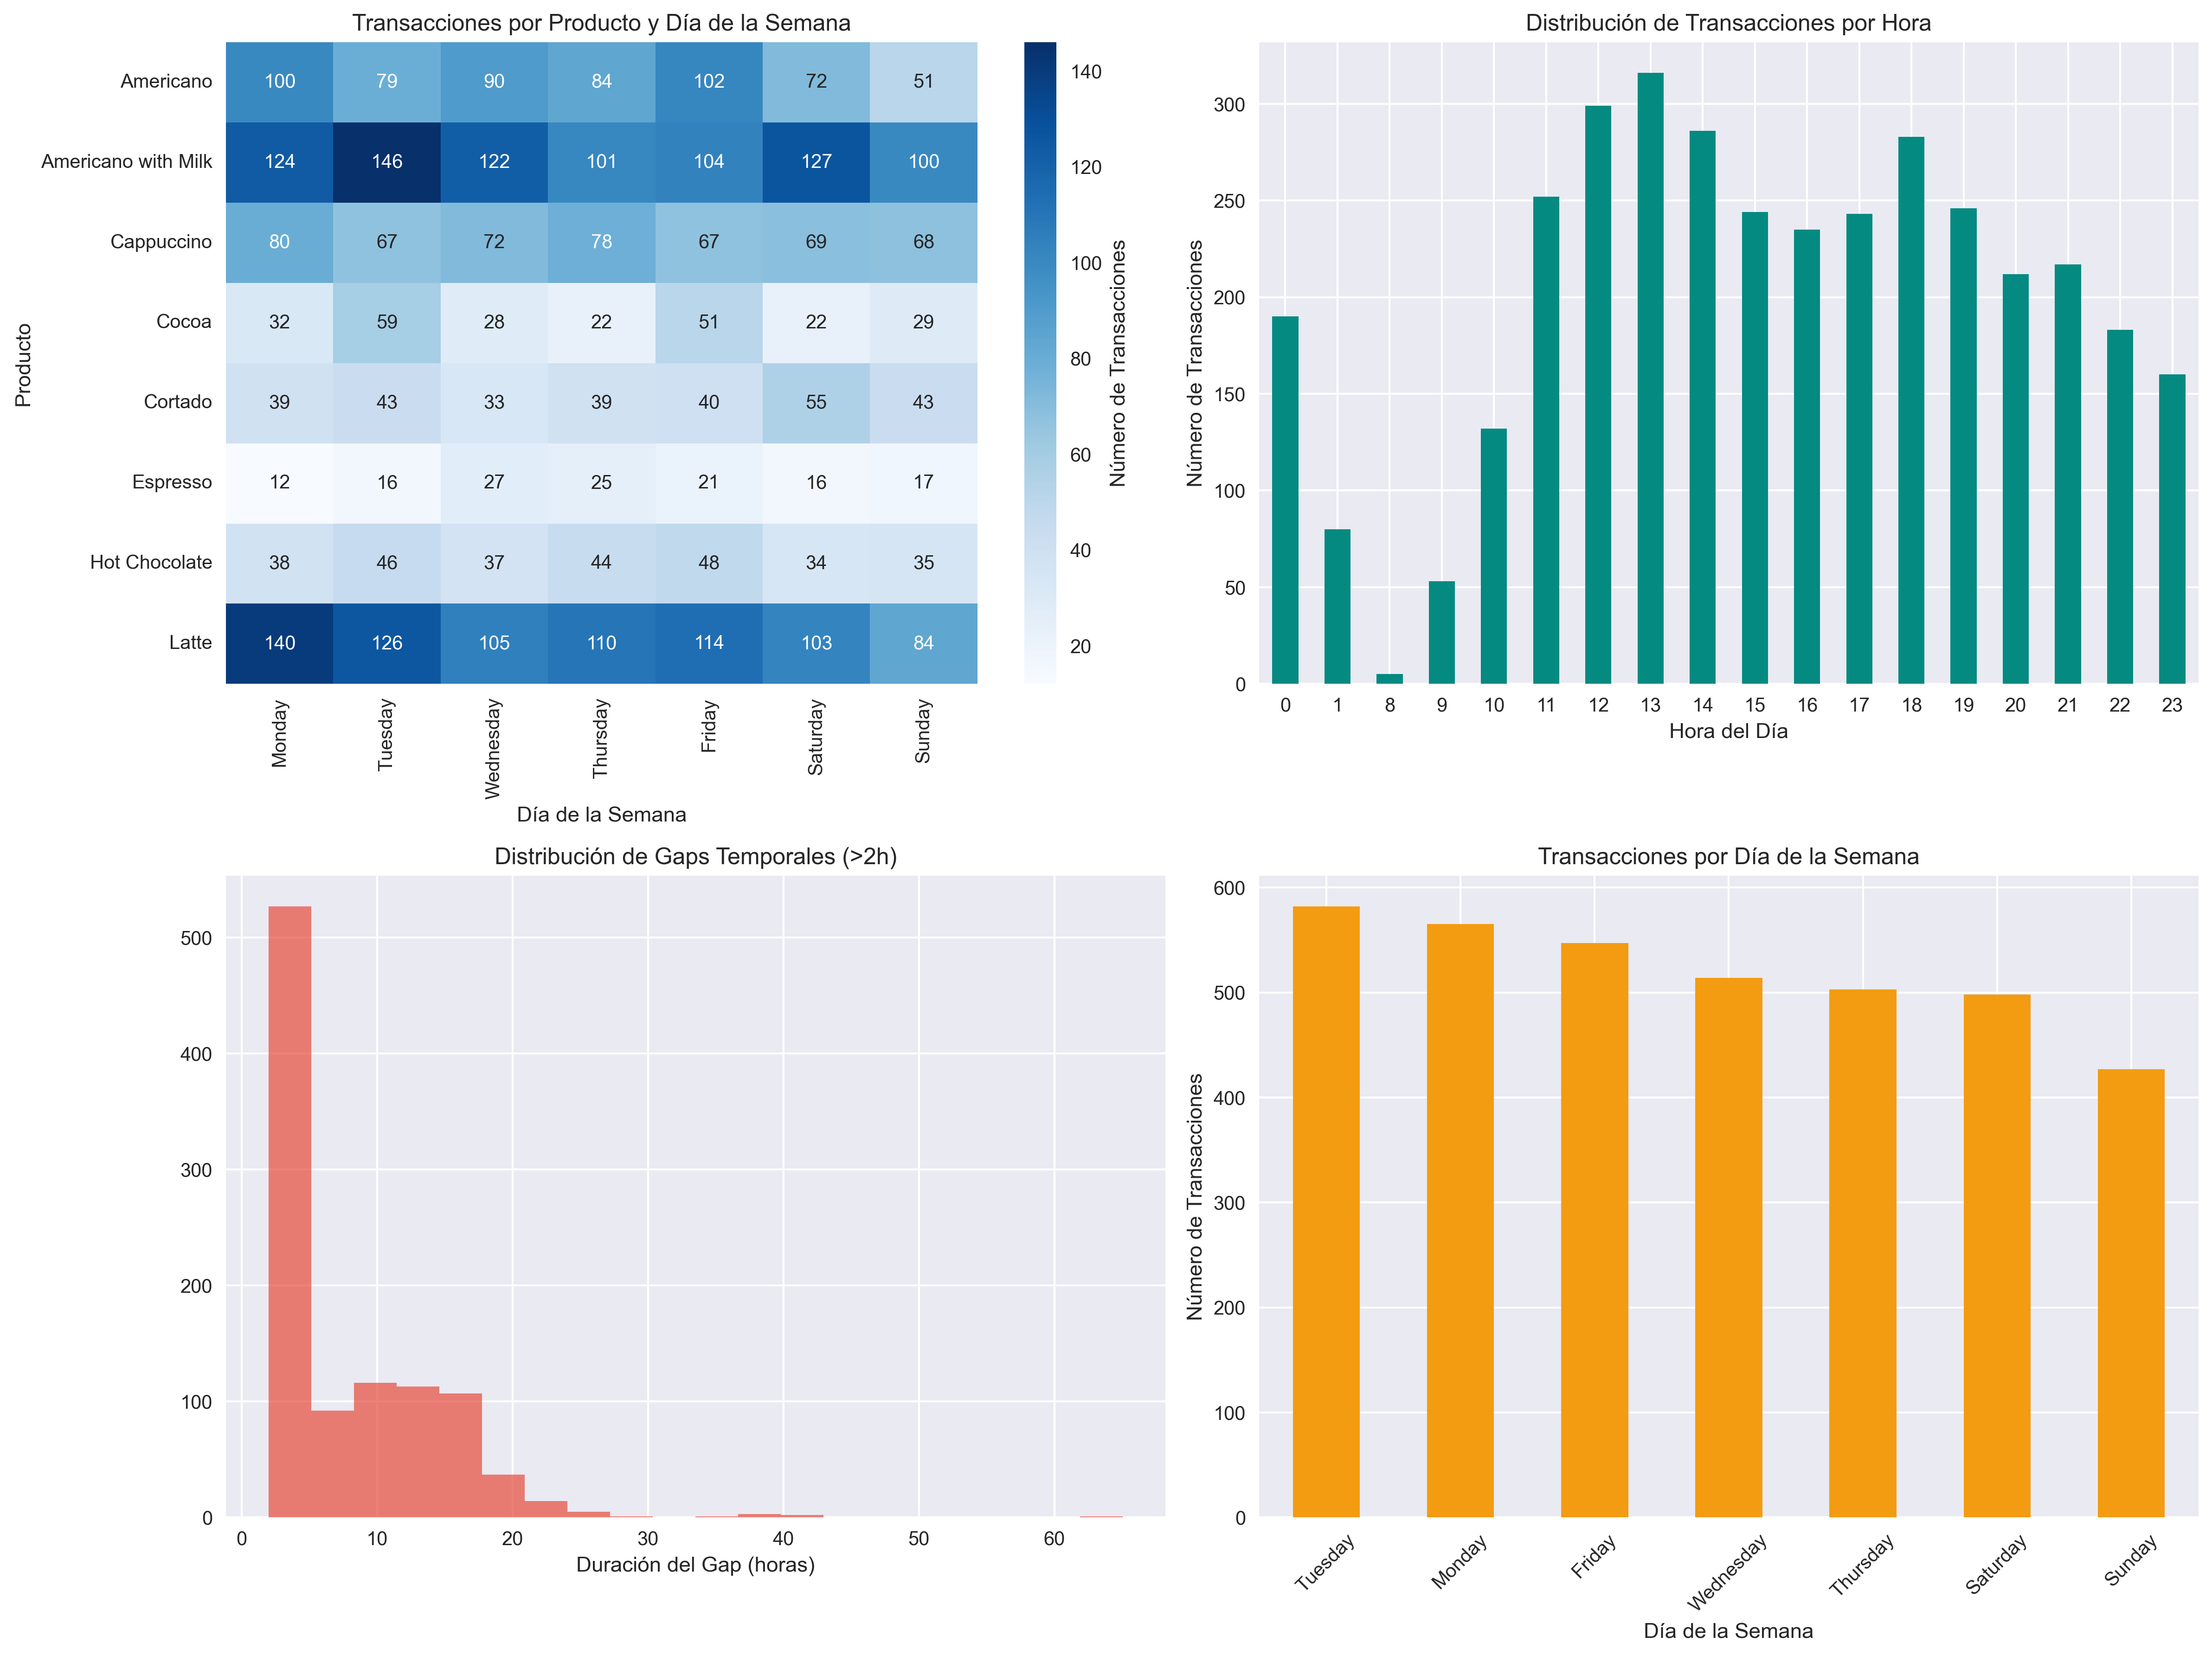 Transacciones por Producto y Día de la Semana
Producto
Americano 100 79 90 84 102 72 51
Americano with Milk 124 146 122 101 104 127 100
Cappuccino 80 67 72 78 67 69 68
Cocoa 32 59 28 22 51 22 29
Cortado 39 43 33 39 40 55 43
Espresso 12 16 27 25 21 16 17
Hot Chocolate 38 46 37 44 48 34 35
Latte 140 126 105 110 114 103 84
Monday Tuesday Wednesday Thursday Friday Saturday Sunday
Día de la Semana
140
120
100
80
60
40
20
Número de Transacciones
Distribución de Transacciones por Hora
Número de Transacciones
300
250
200
150
100
50
0
0 1 8 9 10 11 12 13 14 15 16 17 18 19 20 21 22 23
Hora del Día
Distribución de Gaps Temporales (>2h)
500
400
300
200
100
0
0 10 20 30 40 50 60
Duración del Gap (horas)
Transacciones por Día de la Semana
Número de Transacciones
600
500
400
300
200
100
0
Tuesday Monday Friday Wednesday Thursday Saturday Sunday
Día de la Semana